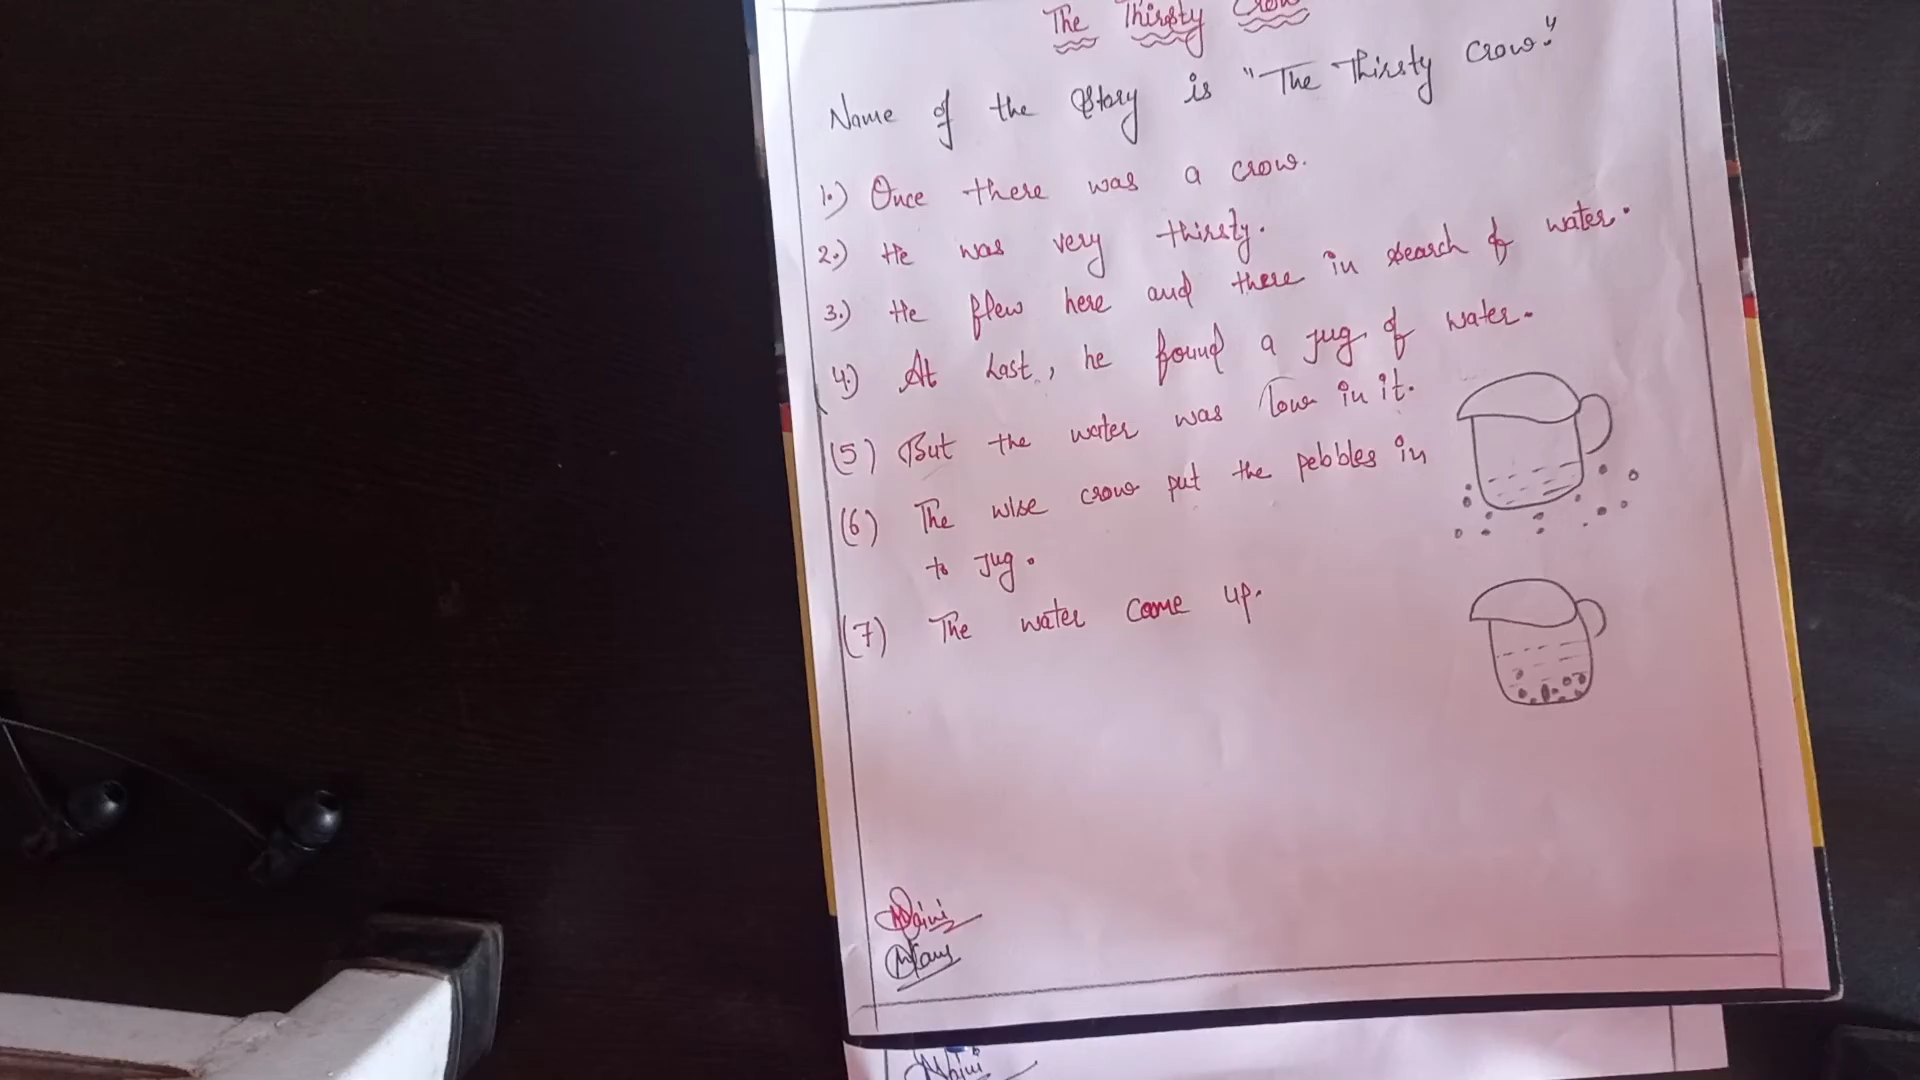 The Thirsty Crow
Name of the Story is "The Thirsty Crow."
1.) Once there was a crow.
2.) He was very thirsty.
3.) He flew here and there in search of water.
4.) At Last, he found a jug of water.
(5) But the water was low in it.
(6) The wise crow put the pebbles in
to Jug.
(7) The water came up.